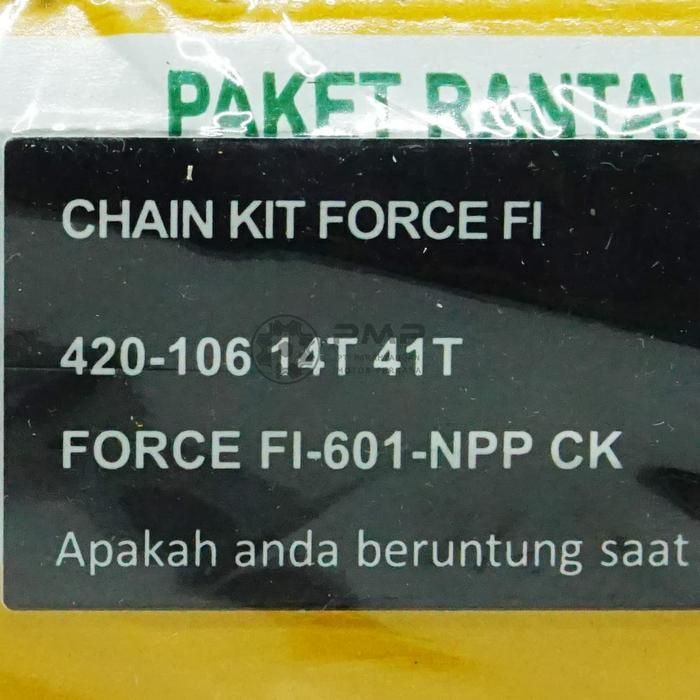 PAKET RANTAI
CHAIN KIT FORCE FI
PMP
420-106 14T 41T
FORCE FI-601-NPP CK
Apakah anda beruntung saat